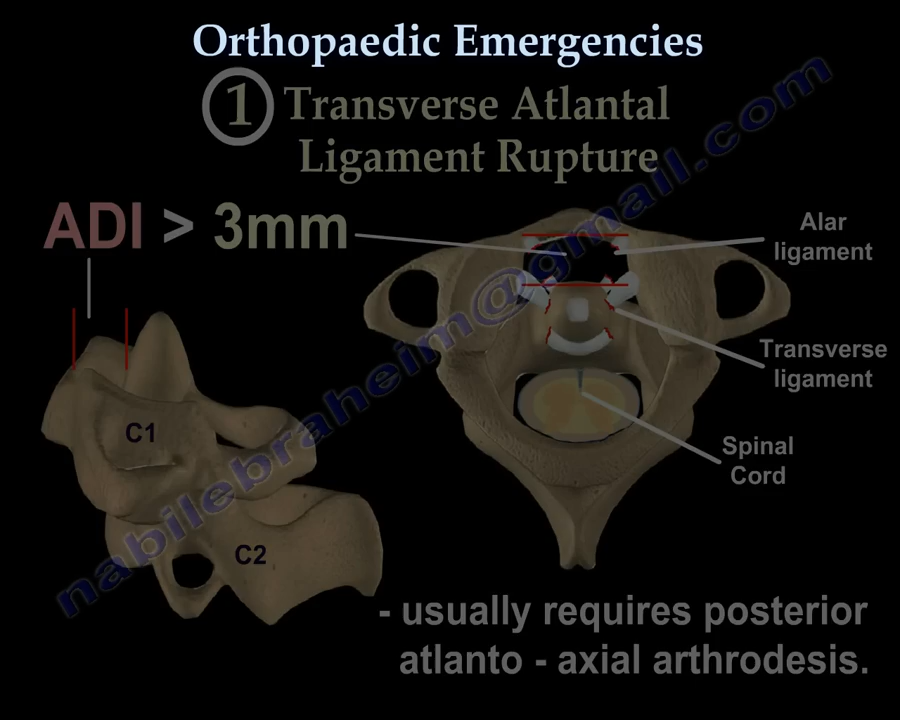 Orthopaedic Emergencies
1 Transverse Atlantal
Ligament Rupture
ADI > 3mm
Alar
ligament
Transverse
ligament
C1
Spinal
Cord
C2
- usually requires posterior
atlanto - axial arthrodesis.
nabilebraheim@gmail.com